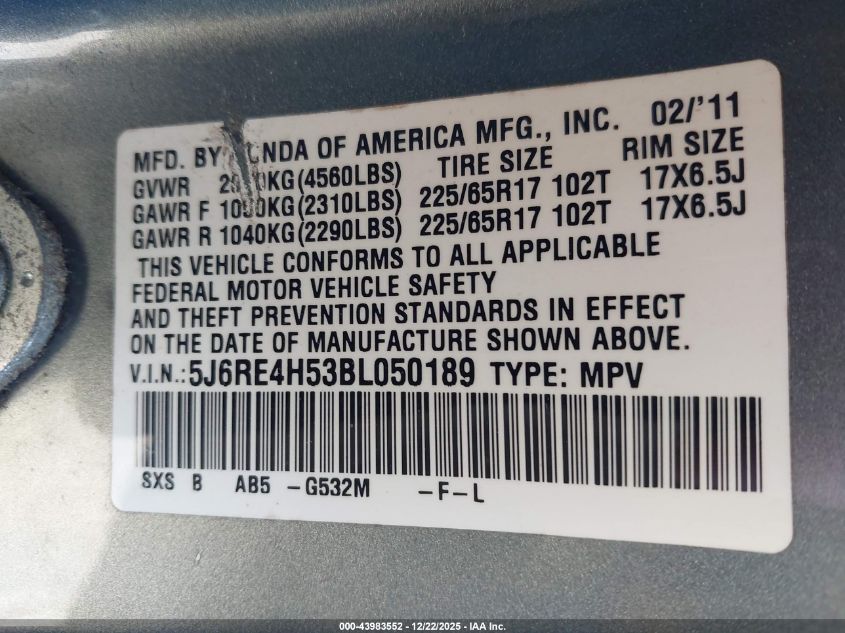 MFD. BY HONDA OF AMERICA MFG., INC. 02/'11
TIRE SIZE RIM SIZE
GVWR (4560LBS)
GAWR F (2310LBS) 225/65R17 102T 17X6.5J
GAWR R 1040KG(2290LBS) 225/65R17 102T 17X6.5J
THIS VEHICLE CONFORMS TO ALL APPLICABLE
FEDERAL MOTOR VEHICLE SAFETY
AND THEFT PREVENTION STANDARDS IN EFFECT
ON THE DATE OF MANUFACTURE SHOWN ABOVE.
V.I.N.:5J6RE4H53BL050189 TYPE: MPV
SXS B AB5 -G532M -F-L
000-43983552 - 12/22/2025 - IAA Inc.